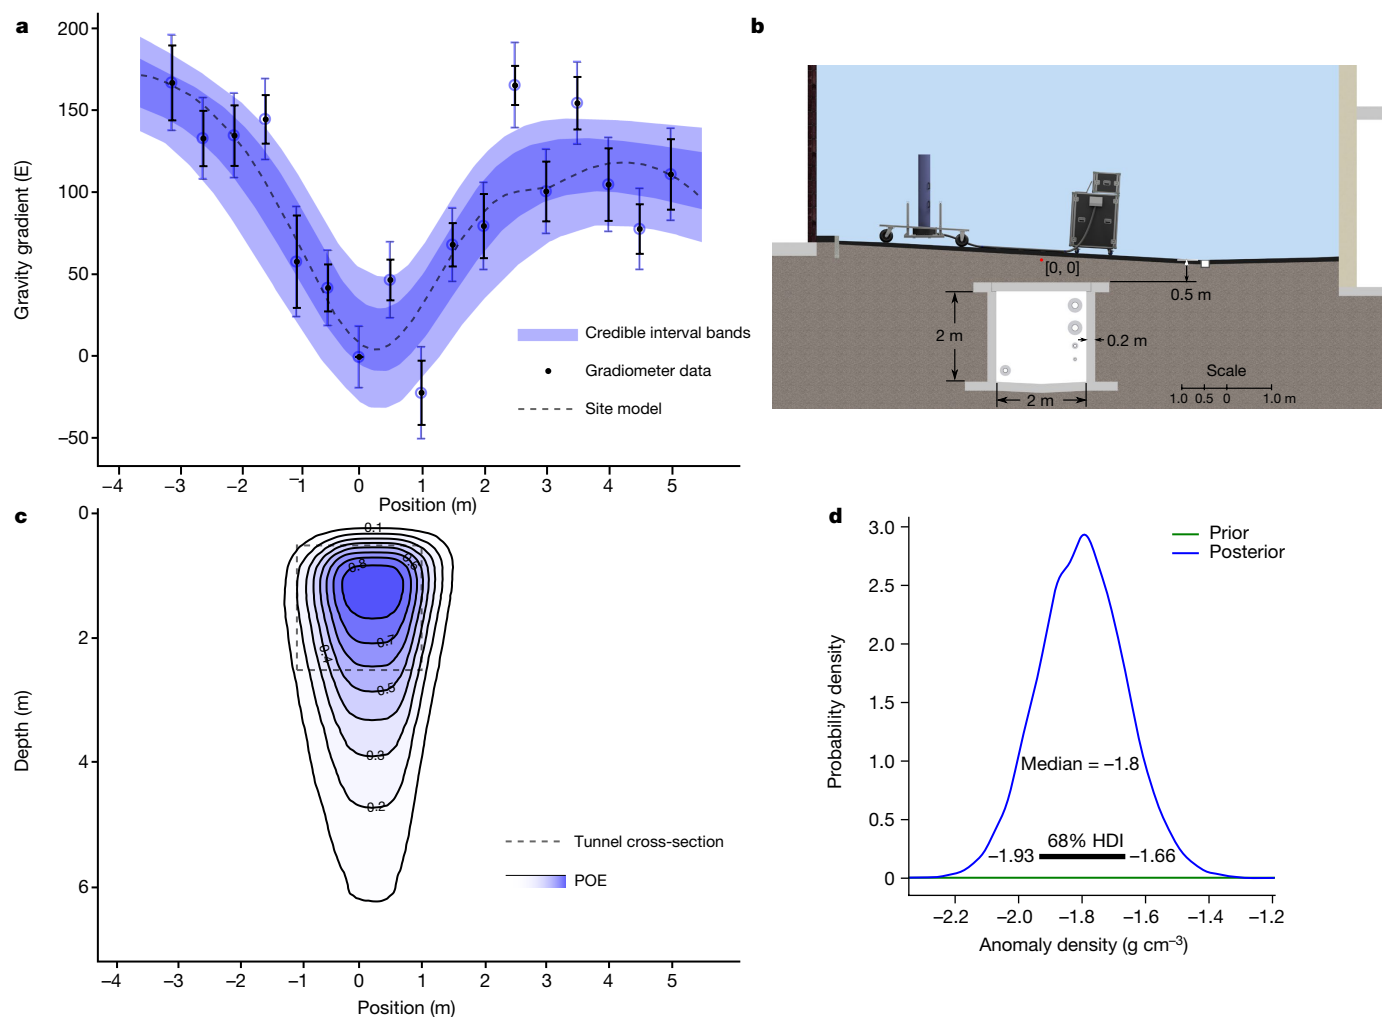 a
200
150
100
50
0
−50
Gravity gradient (E)
Credible interval bands
Gradiometer data
Site model
−4
−3
−2
−1
0
1
2
3
4
5
Position (m)
b
[0, 0]
0.5 m
2 m
0.2 m
2 m
Scale
1.0 0.5 0 1.0 m
c
0
2
4
6
Depth (m)
0.1
0.8
0.6
0.7
0.4
0.5
0.3
0.2
Tunnel cross-section
POE
−4
−3
−2
−1
0
1
2
3
4
5
Position (m)
d
3.0
2.5
2.0
1.5
1.0
0.5
0
Probability density
Prior
Posterior
Median = −1.8
68% HDI
−1.93
−1.66
−2.2
−2.0
−1.8
−1.6
−1.4
−1.2
Anomaly density (g cm⁻³)